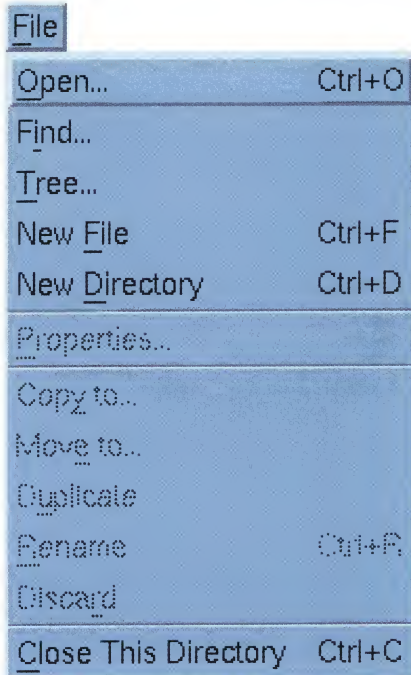 File
Open... Ctrl+O
Find...
Tree...
New File Ctrl+F
New Directory Ctrl+D
Properties...
Copy to...
Move to...
Duplicate
Rename Ctrl+R
Discard
Close This Directory Ctrl+C